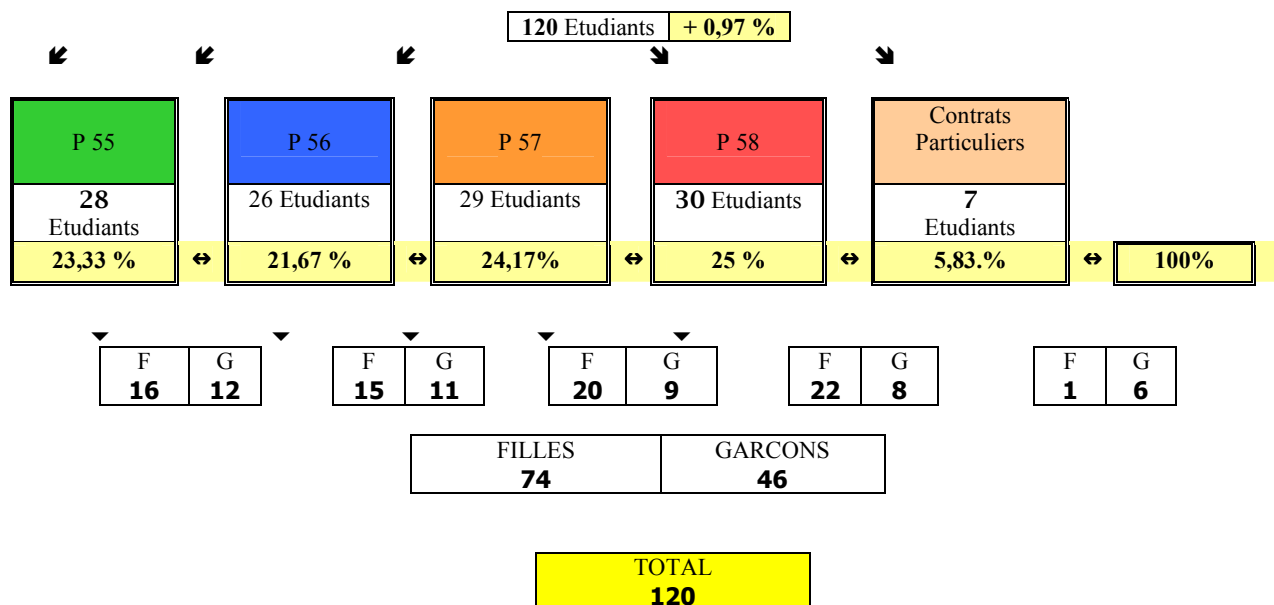 120 Etudiants + 0,97 %
P 55 P 56 P 57 P 58 Contrats
Particuliers
28
Etudiants
26 Etudiants 29 Etudiants 30 Etudiants 7
Etudiants
23,33 % 21,67 % 24,17% 25 % 5,83.% 100%
F G F G F G F G F G
16 12 15 11 20 9 22 8 1 6
FILLES GARCONS
74 46
TOTAL
120